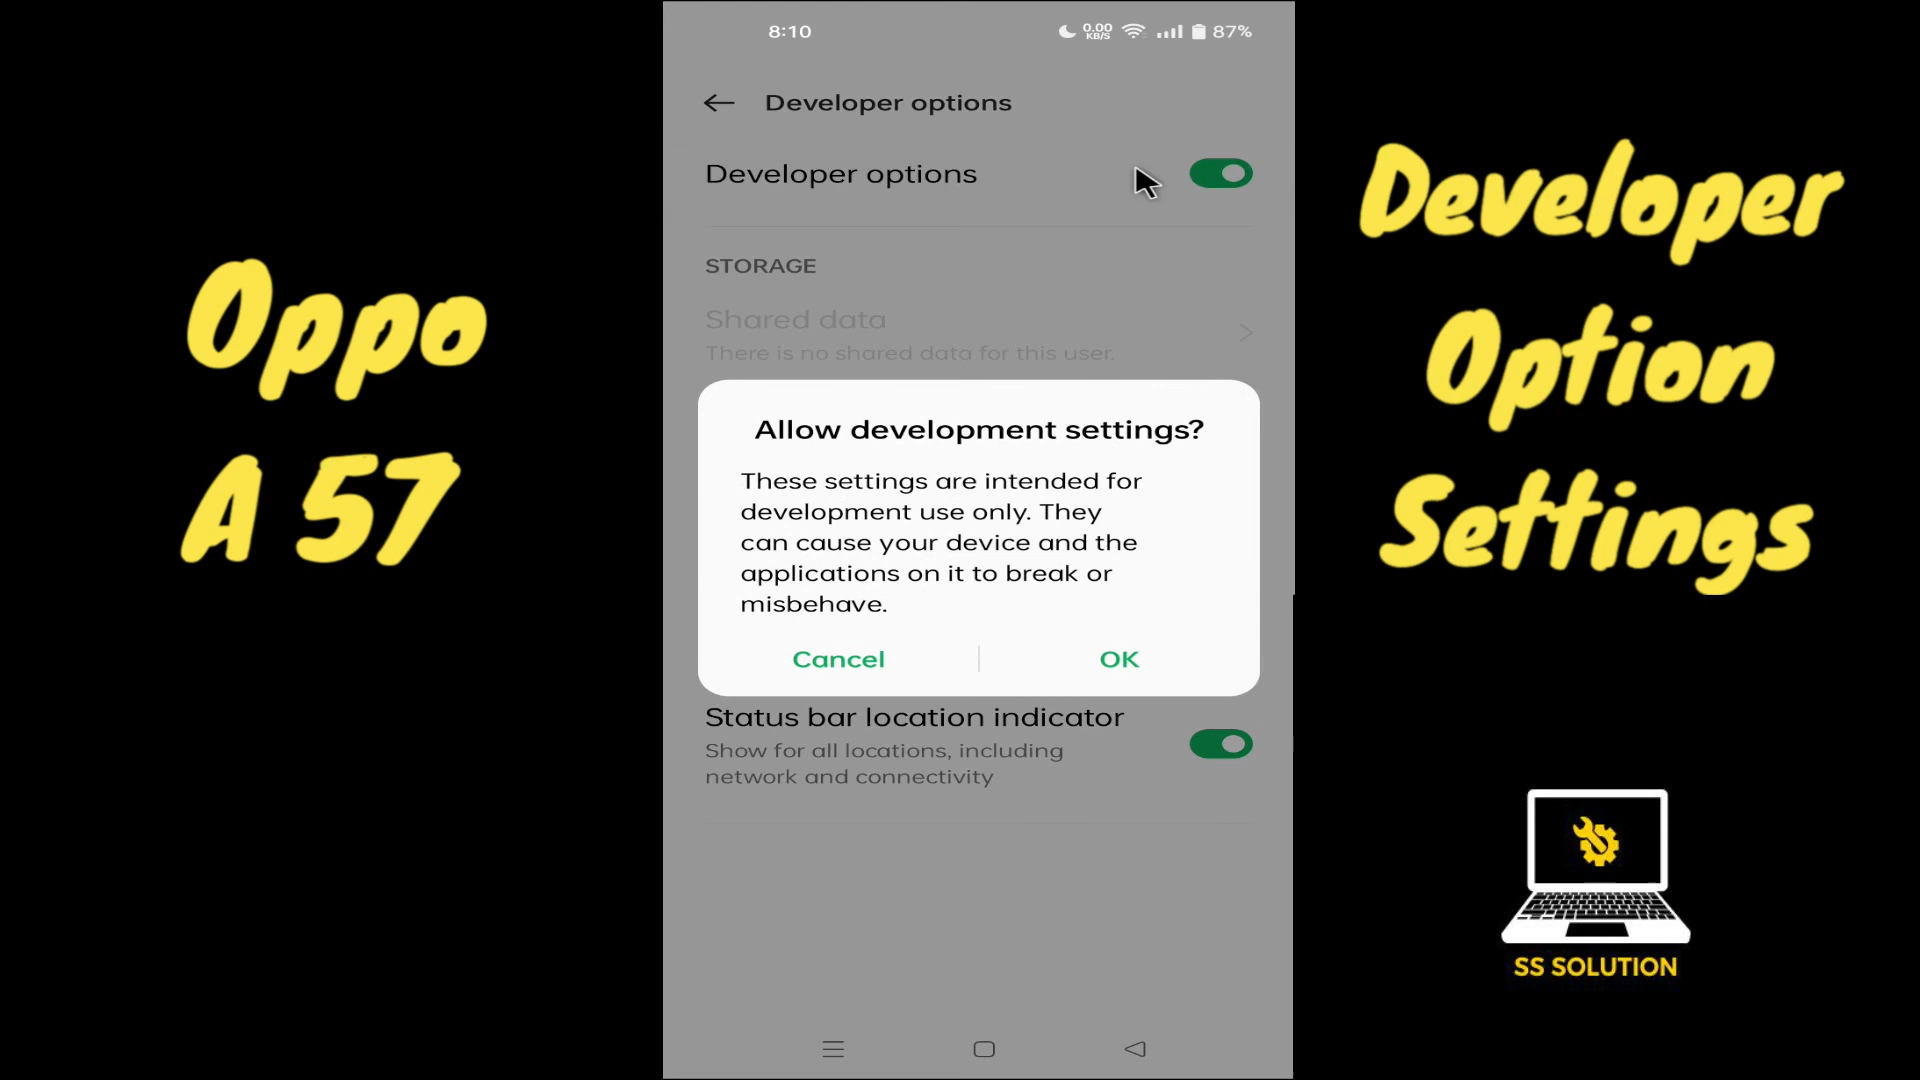 Oppo
A 57
8:10
0.00
KB/S
87%
Developer options
Developer options
STORAGE
Shared data
There is no shared data for this user.
Allow development settings?
These settings are intended for
development use only. They
can cause your device and the
applications on it to break or
misbehave.
Cancel
OK
Status bar location indicator
Show for all locations, including
network and connectivity
Developer
Option
Settings
SS SOLUTION